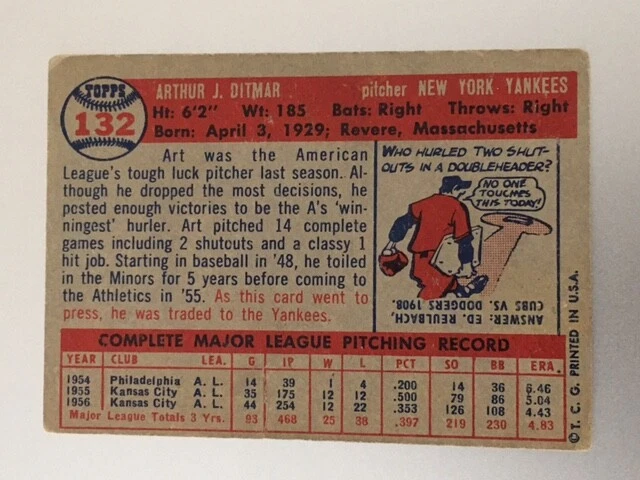 TOPPS
132
ARTHUR J. DITMAR pitcher NEW YORK YANKEES
Ht: 6'2" Wt: 185 Bats: Right Throws: Right
Born: April 3, 1929; Revere, Massachusetts
Art was the American
League's tough luck pitcher last season. Al-
though he dropped the most decisions, he
posted enough victories to be the A's 'win-
ningest' hurler. Art pitched 14 complete
games including 2 shutouts and a classy 1
hit job. Starting in baseball in '48, he toiled
in the Minors for 5 years before coming
to the Athletics in '55. As this card went to
press, he was traded to the Yankees.
WHO HURLED TWO SHUT-
OUTS IN A DOUBLEHEADER?
NO ONE
TOUCHES
THIS TODAY!
ANSWER: ED. REULBACH,
CUBS VS. DODGERS 1908.
COMPLETE MAJOR LEAGUE PITCHING RECORD
YEAR CLUB LEA. G IP W L PCT SO BB ERA.
1954 Philadelphia A. L. 14 39 1 4 .200 14 36 6.46
1955 Kansas City A. L. 35 175 12 12 .500 79 86 5.04
1956 Kansas City A. L. 44 254 12 22 .353 126 108 4.43
Major League Totals 3 Yrs. 93 468 25 38 .397 219 230 4.83
© T. C. G. PRINTED IN U.S.A.